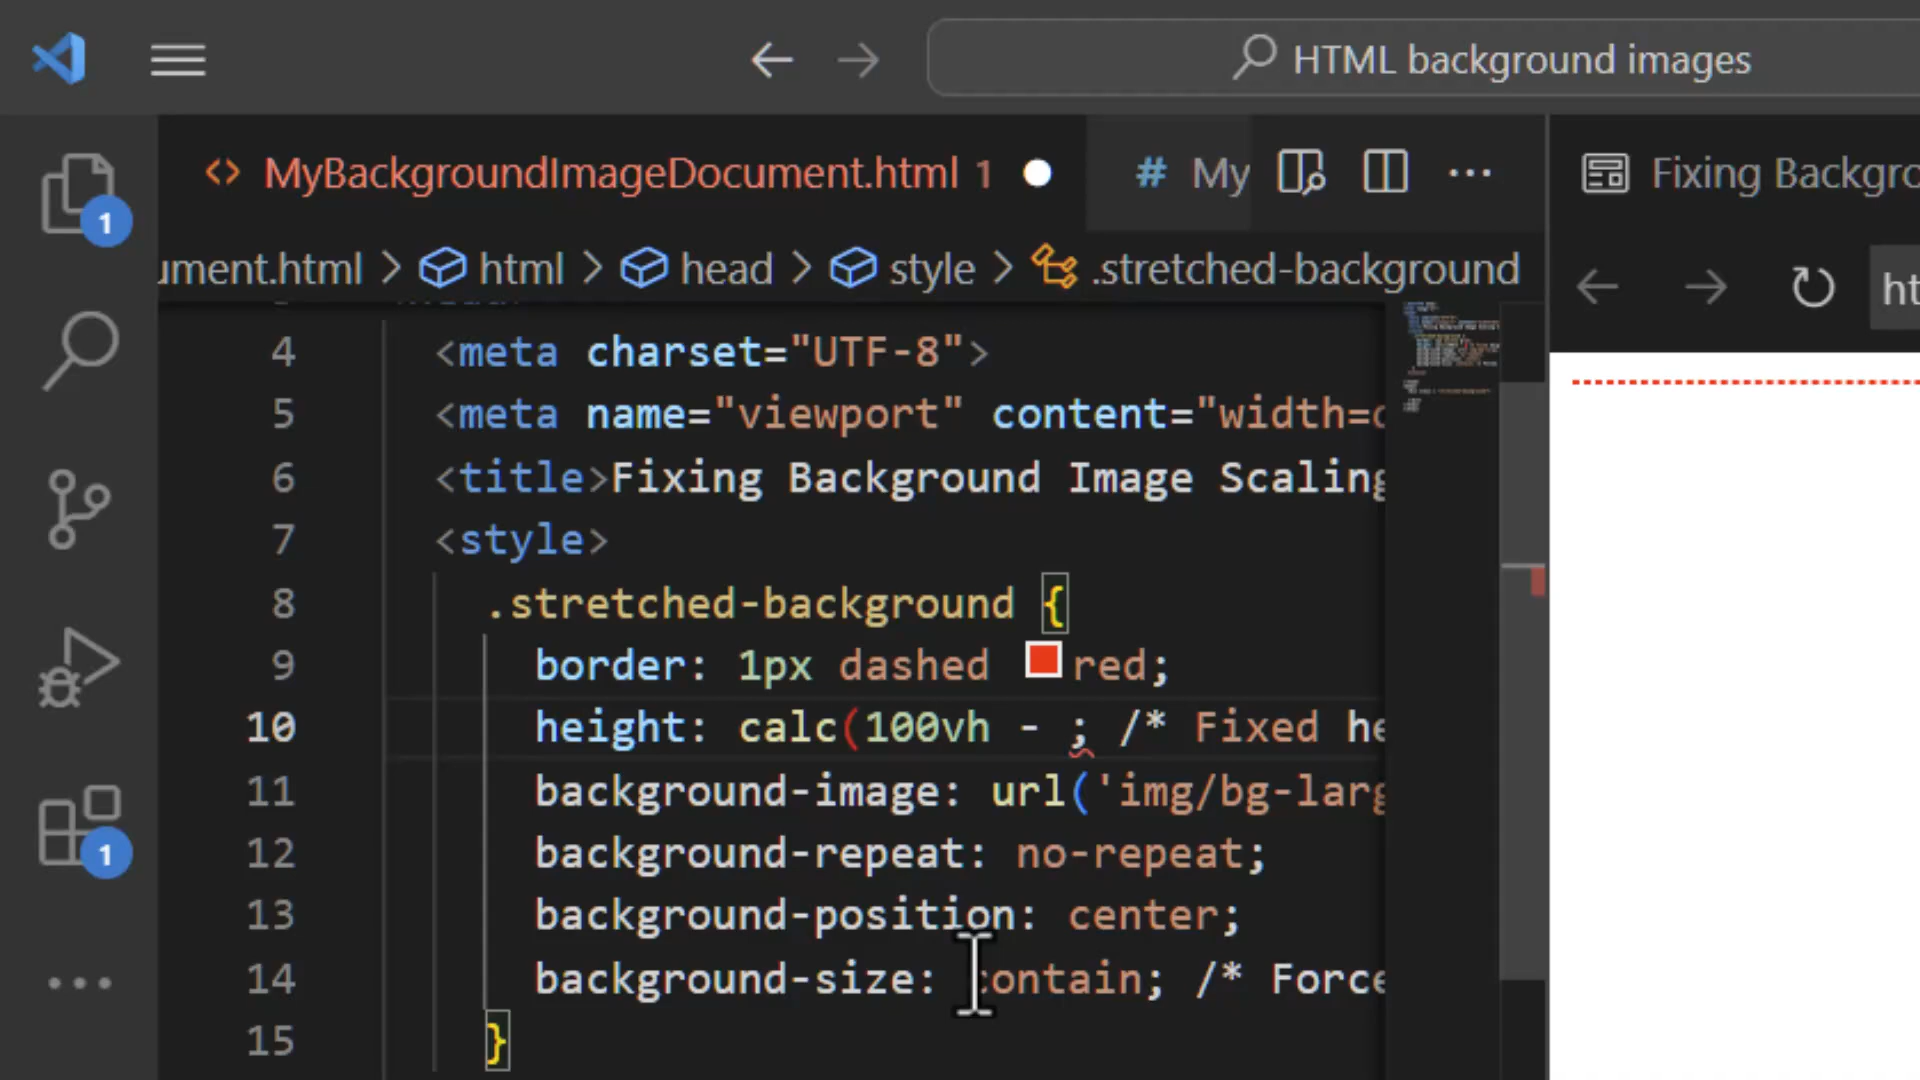 HTML background images
MyBackgroundImageDocument.html 1
# My
Fixing Backgro
ument.html > html > head > style > .stretched-background
ht
4 <meta charset="UTF-8">
5 <meta name="viewport" content="width=
6 <title>Fixing Background Image Scaling
7 <style>
8 .stretched-background {
9 border: 1px dashed red;
10 height: calc(100vh - ; /* Fixed he
11 background-image: url('img/bg-larg
12 background-repeat: no-repeat;
13 background-position: center;
14 background-size: contain; /* Force
15 }
1
1